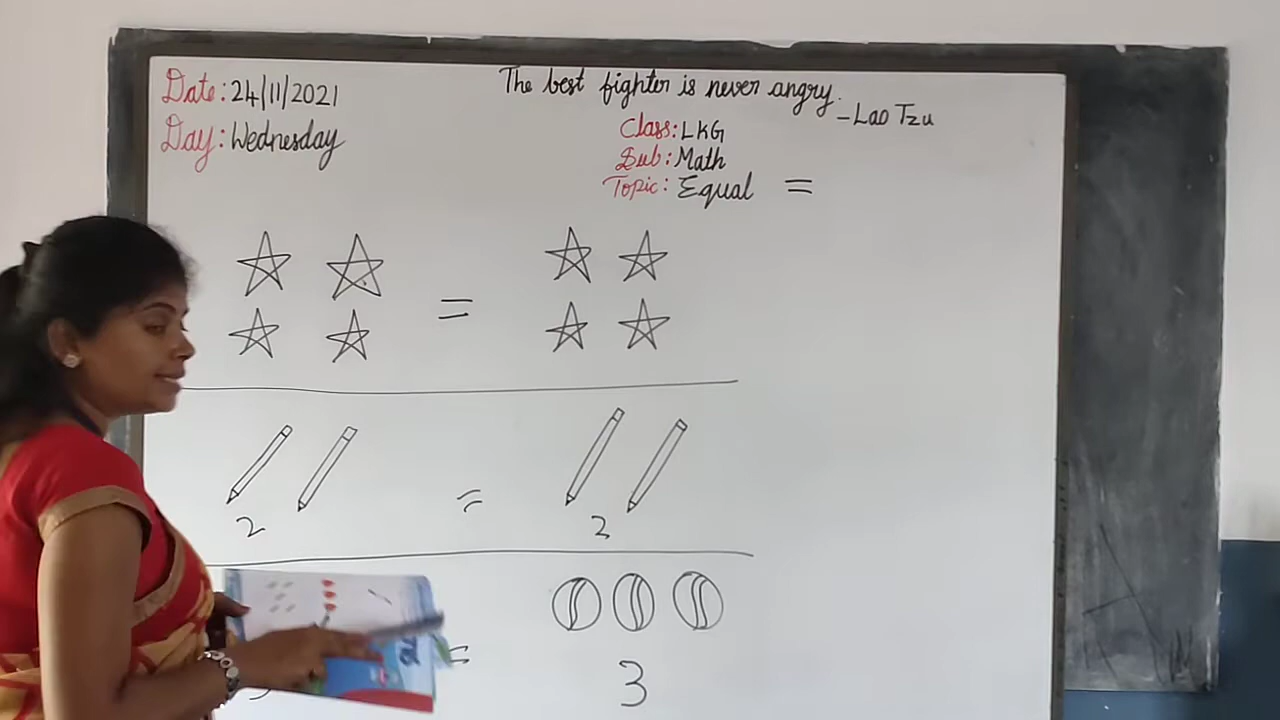 Date: 24/11/2021
Day: Wednesday
The best fighter is never angry.
- Lao Tzu
Class: LKG
Sub: Math
Topic: Equal =
=
2 = 2
= 3